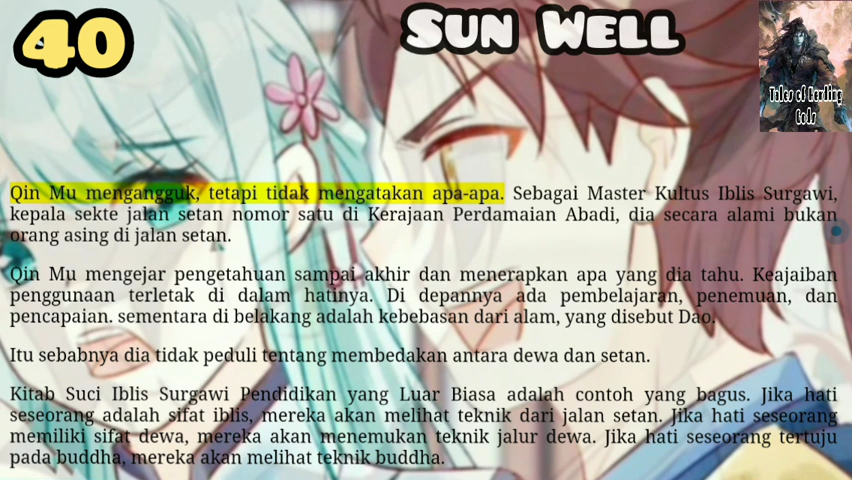 40
SUN WELL
Tales of Herding
Gods
Qin Mu mengangguk, tetapi tidak mengatakan apa-apa. Sebagai Master Kultus Iblis Surgawi,
kepala sekte jalan setan nomor satu di Kerajaan Perdamaian Abadi, dia secara alami bukan
orang asing di jalan setan.
Qin Mu mengejar pengetahuan sampai akhir dan menerapkan apa yang dia tahu. Keajaiban
penggunaan terletak di dalam hatinya. Di depannya ada pembelajaran, penemuan, dan
pencapaian. sementara di belakang adalah kebebasan dari alam, yang disebut Dao.
Itu sebabnya dia tidak peduli tentang membedakan antara dewa dan setan.
Kitab Suci Iblis Surgawi Pendidikan yang Luar Biasa adalah contoh yang bagus. Jika hati
seseorang adalah sifat iblis, mereka akan melihat teknik dari jalan setan. Jika hati seseorang
memiliki sifat dewa, mereka akan menemukan teknik jalur dewa. Jika hati seseorang tertuju
pada buddha, mereka akan melihat teknik buddha.